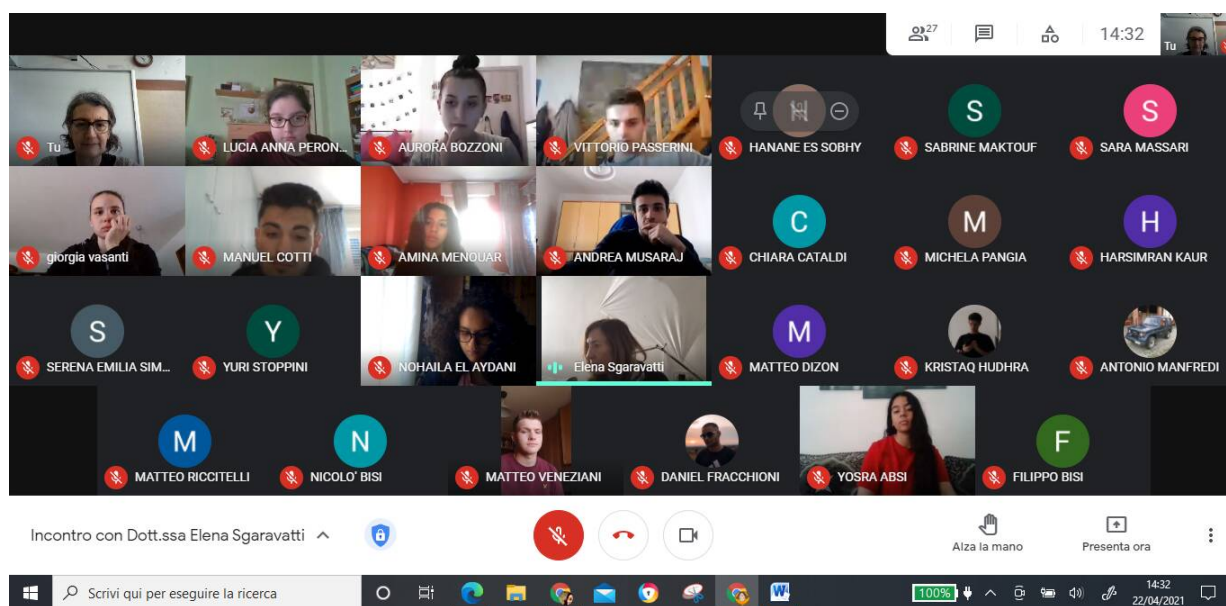 27
14:32
Tu
Tu
LUCIA ANNA PERON...
AURORA BOZZONI
VITTORIO PASSERINI
HANANE ES SOBHY
S
SABRINE MAKTOUF
S
SARA MASSARI
giorgia vasanti
MANUEL COTTI
AMINA MENOUAR
ANDREA MUSARAJ
C
CHIARA CATALDI
M
MICHELA PANGIA
H
HARSIMRAN KAUR
S
SERENA EMILIA SIM...
Y
YURI STOPPINI
NOHAILA EL AYDANI
Elena Sgaravatti
M
MATTEO DIZON
KRISTAQ HUDHRA
ANTONIO MANFREDI
M
MATTEO RICCITELLI
N
NICOLO' BISI
MATTEO VENEZIANI
DANIEL FRACCHIONI
YOSRA ABSI
F
FILIPPO BISI
Incontro con Dott.ssa Elena Sgaravatti
Alza la mano
Presenta ora
Scrivi qui per eseguire la ricerca
W
100%
14:32
22/04/2021